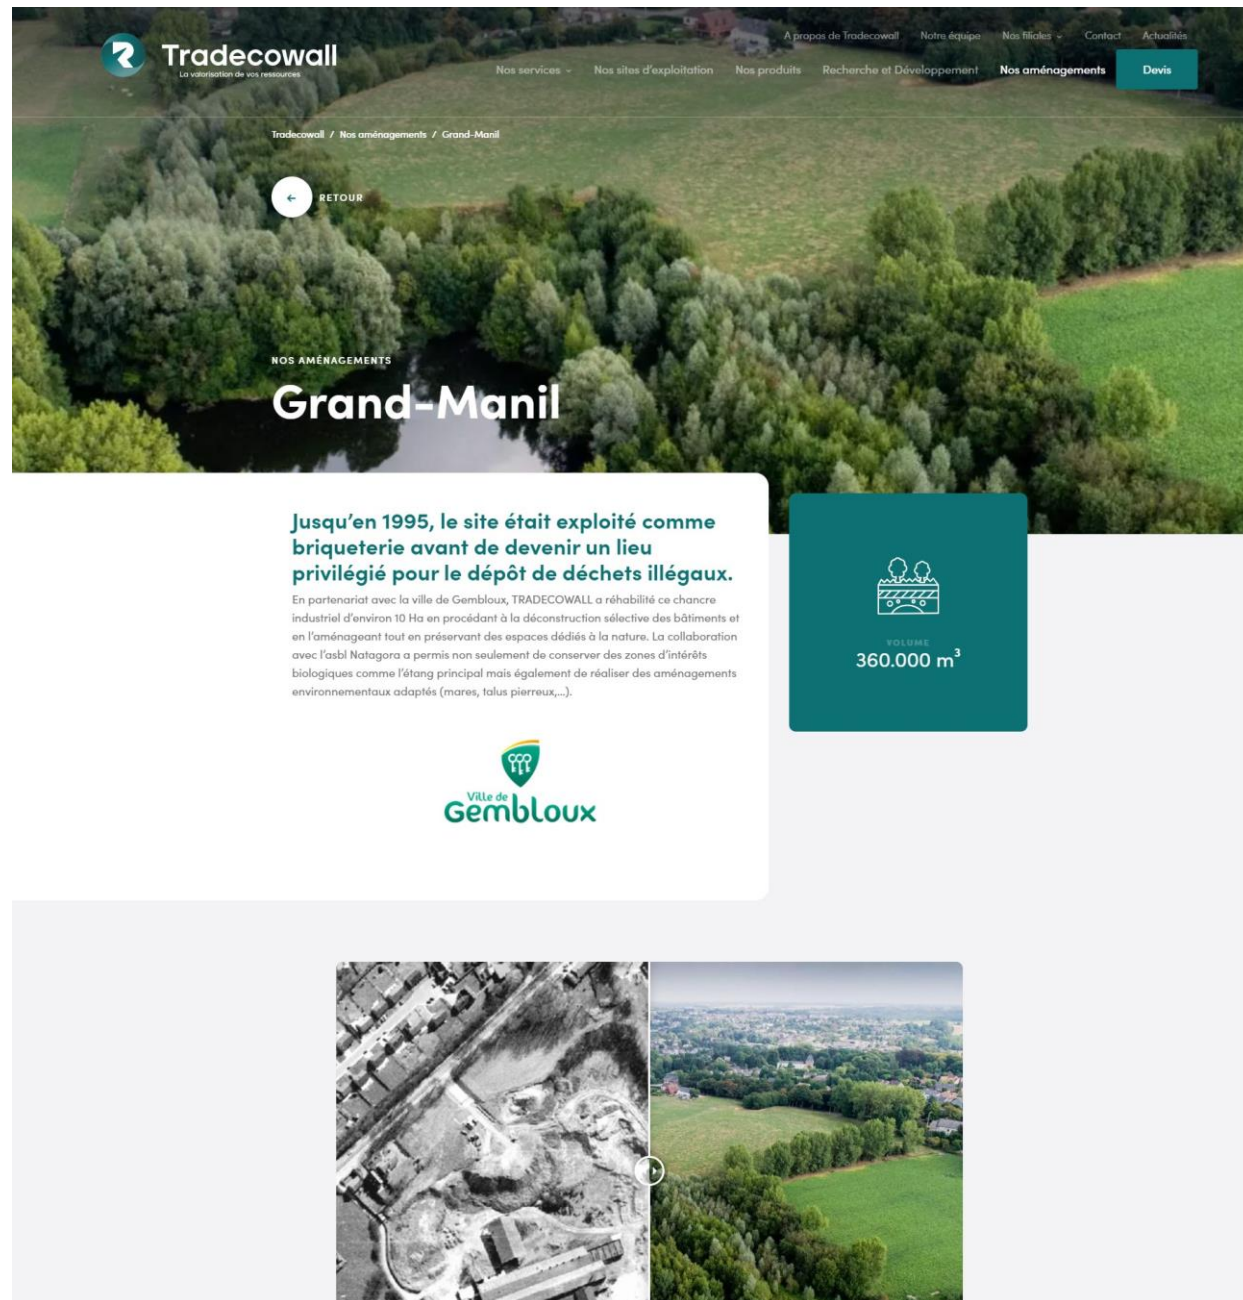 Tradecowall
La valorisation de vos ressources
A propos de Tradecowall Notre équipe Nos filiales Contact Actualités
Nos services Nos sites d'exploitation Nos produits Recherche et Développement Nos aménagements Devis
Tradecowall / Nos aménagements / Grand-Manil
RETOUR
NOS AMÉNAGEMENTS
Grand-Manil
Jusqu'en 1995, le site était exploité comme
briqueterie avant de devenir un lieu
privilégié pour le dépôt de déchets illégaux.
En partenariat avec la ville de Gembloux, TRADECOWALL a réhabilité ce chancre
industriel d'environ 10 Ha en procédant à la déconstruction sélective des bâtiments et
en l'aménageant tout en préservant des espaces dédiés à la nature. La collaboration
avec l'asbl Natagora a permis non seulement de conserver des zones d'intérêts
biologiques comme l'étang principal mais également de réaliser des aménagements
environnementaux adaptés (mares, talus pierreux,...).
VOLUME
360.000 m³
Ville de
Gembloux